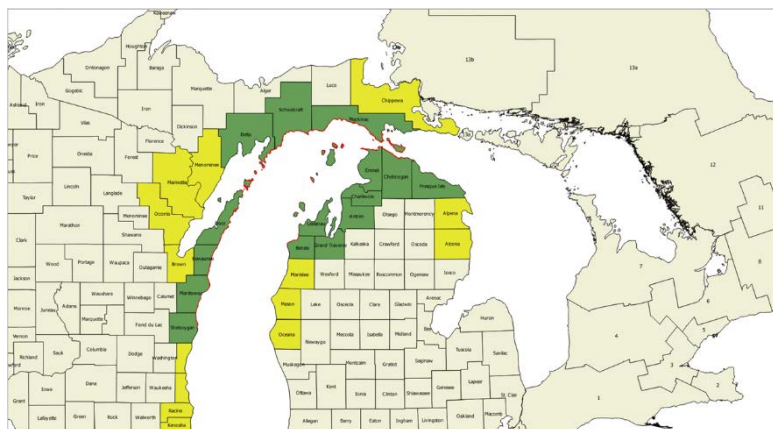 Keweenaw
Houghton
Ontonagon
Baraga
Gogebic
Marquette
Alger
Luce
Chippewa
13b
13a
Ashland
Iron
Iron
Schoolcraft
Mackinac
Vilas
Dickinson
Delta
Florence
Menominee
12
Price
Oneida
Forest
Marinette
Emmet
Cheboygan
Presque Isle
Taylor
Lincoln
Langlade
Oconto
Charlevoix
Door
11
Menominee
Antrim
Otsego
Montmorency
Alpena
Marathon
Shawano
Clark
Kewaunee
Benzie
Grand Traverse
Kalkaska
Crawford
Oscoda
Alcona
7
8
Wood
Portage
Waupaca
Outagamie
Brown
Manistee
Wexford
Missaukee
Roscommon
Ogemaw
Iosco
Jackson
Manitowoc
6
Waushara
Winnebago
Calumet
Mason
Lake
Osceola
Clare
Gladwin
Arenac
Monroe
Juneau
Adams
Marquette
Huron
5
Fond du Lac
Sheboygan
Oceana
Newaygo
Mecosta
Isabella
Midland
4
Vernon
Tuscola
Sanilac
Richland
Sauk
Columbia
Dodge
Washington
Muskegon
Montcalm
Gratiot
Saginaw
3
2
Iowa
Dane
Jefferson
Waukesha
Kent
Genesee
Lapeer
St. Clair
1
Grant
Ottawa
Ionia
Clinton
Shiawassee
Lafayette
Green
Rock
Walworth
Racine
Kenosha
Allegan
Barry
Eaton
Ingham
Livingston
Oakland
Macomb